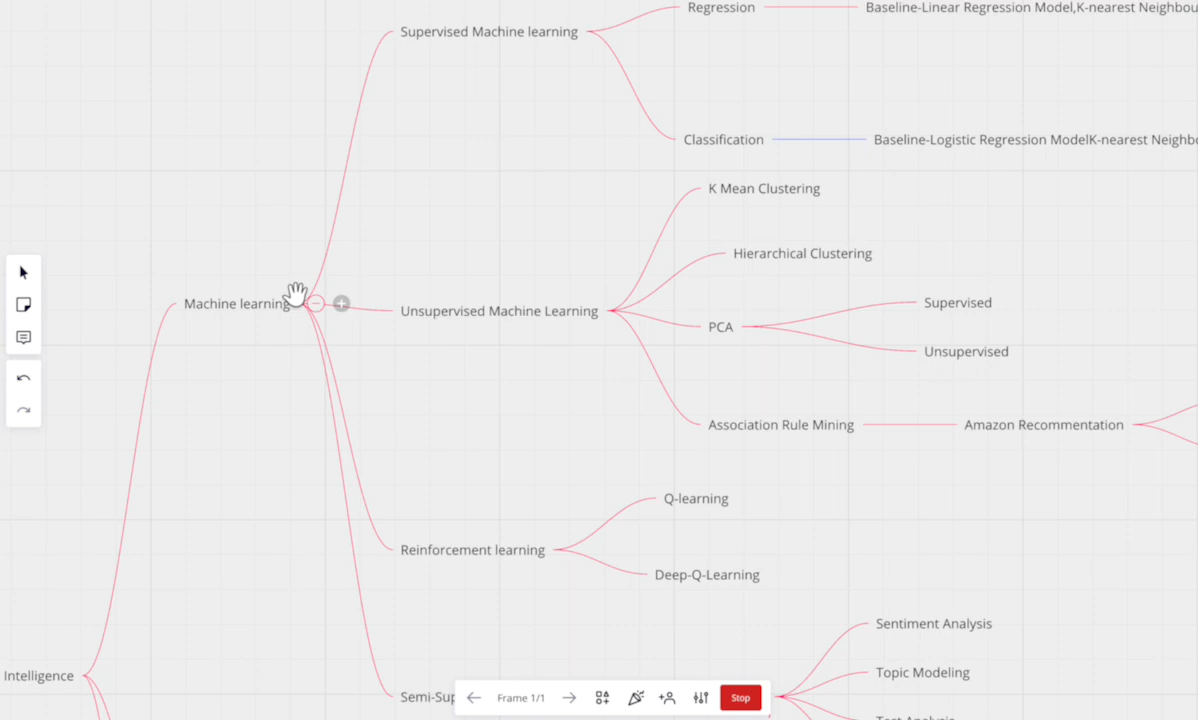 Regression
Baseline-Linear Regression Model,K-nearest
Supervised Machine learning
Classification
Baseline-Logistic Regression ModelK-nearest
K Mean Clustering
Hierarchical Clustering
Machine learning
Unsupervised Machine Learning
Supervised
PCA
Unsupervised
Association Rule Mining
Amazon Recommentation
Q-learning
Reinforcement learning
Deep-Q-Learning
Sentiment Analysis
Intelligence
Topic Modeling
Frame 1/1
Stop